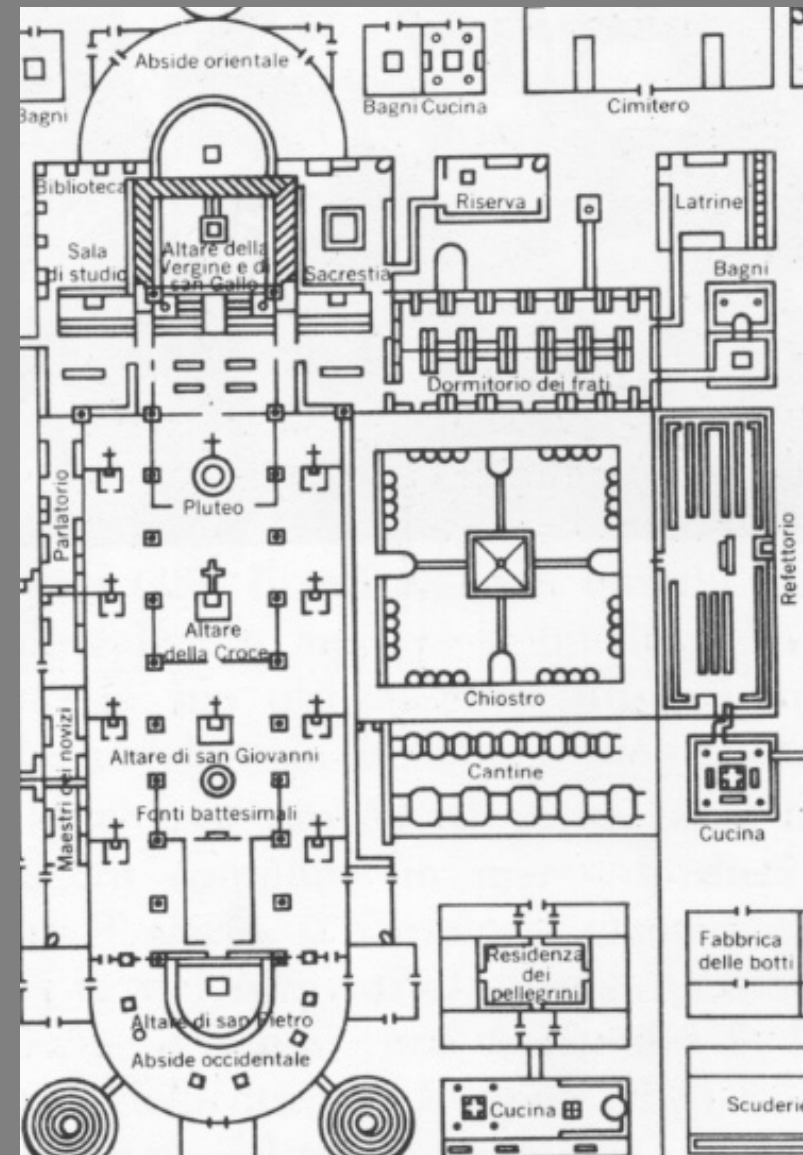 Abside orientale
Bagni
Bagni
Cucina
Cimitero
Biblioteca
Riserva
Latrine
Sala
di studio
Altare della
Vergine e di
san Gallo
Sacrestia
Bagni
Dormitorio dei frati
Pluteo
Parlatorio
Refettorio
Altare
della Croce
Chiostro
Maestri dei novizi
Altare di san Giovanni
Cantine
Fonti battesimali
Cucina
Residenza
dei
pellegrini
Fabbrica
delle botti
Altare di san Pietro
Abside occidentale
Cucina
Scuderie